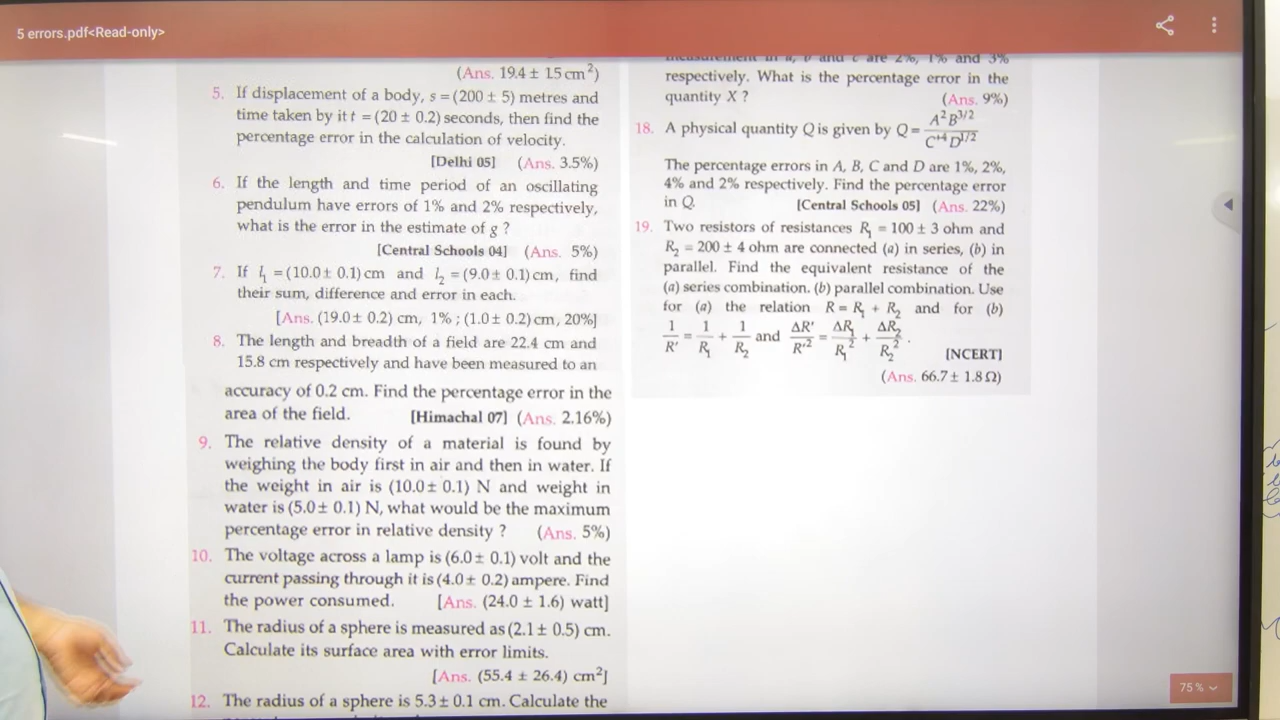 5 errors.pdf<Read-only>
(Ans. 19.4 ± 1.5 cm²)
5. If displacement of a body, s = (200 ± 5) metres and
time taken by it t = (20 ± 0.2) seconds, then find the
percentage error in the calculation of velocity.
[Delhi 05] (Ans. 3.5%)
6. If the length and time period of an oscillating
pendulum have errors of 1% and 2% respectively,
what is the error in the estimate of g ?
[Central Schools 04] (Ans. 5%)
7. If l₁ = (10.0 ± 0.1) cm and l₂ = (9.0 ± 0.1) cm, find
their sum, difference and error in each.
[Ans. (19.0 ± 0.2) cm, 1% ; (1.0 ± 0.2) cm, 20%]
8. The length and breadth of a field are 22.4 cm and
15.8 cm respectively and have been measured to an
accuracy of 0.2 cm. Find the percentage error in the
area of the field. [Himachal 07] (Ans. 2.16%)
9. The relative density of a material is found by
weighing the body first in air and then in water. If
the weight in air is (10.0 ± 0.1) N and weight in
water is (5.0 ± 0.1) N, what would be the maximum
percentage error in relative density ? (Ans. 5%)
10. The voltage across a lamp is (6.0 ± 0.1) volt and the
current passing through it is (4.0 ± 0.2) ampere. Find
the power consumed. [Ans. (24.0 ± 1.6) watt]
11. The radius of a sphere is measured as (2.1 ± 0.5) cm.
Calculate its surface area with error limits.
[Ans. (55.4 ± 26.4) cm²]
12. The radius of a sphere is 5.3 ± 0.1 cm. Calculate the
measurement in a, b and c are 2%, 1% and 3%
respectively. What is the percentage error in the
quantity X ? (Ans. 9%)
18. A physical quantity Q is given by Q = A² B^3/2 / C^+4 D^1/2
The percentage errors in A, B, C and D are 1%, 2%,
4% and 2% respectively. Find the percentage error
in Q. [Central Schools 05] (Ans. 22%)
19. Two resistors of resistances R₁ = 100 ± 3 ohm and
R₂ = 200 ± 4 ohm are connected (a) in series, (b) in
parallel. Find the equivalent resistance of the
(a) series combination. (b) parallel combination. Use
for (a) the relation R = R₁ + R₂ and for (b)
1/R' = 1/R₁ + 1/R₂ and ΔR'/R'² = ΔR₁/R₁² + ΔR₂/R₂² .
[NCERT]
(Ans. 66.7 ± 1.8 Ω)
75 %